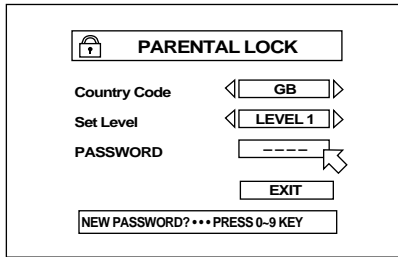 PARENTAL LOCK
Country Code GB
Set Level LEVEL 1
PASSWORD – – – –
EXIT
NEW PASSWORD? • • • PRESS 0~9 KEY